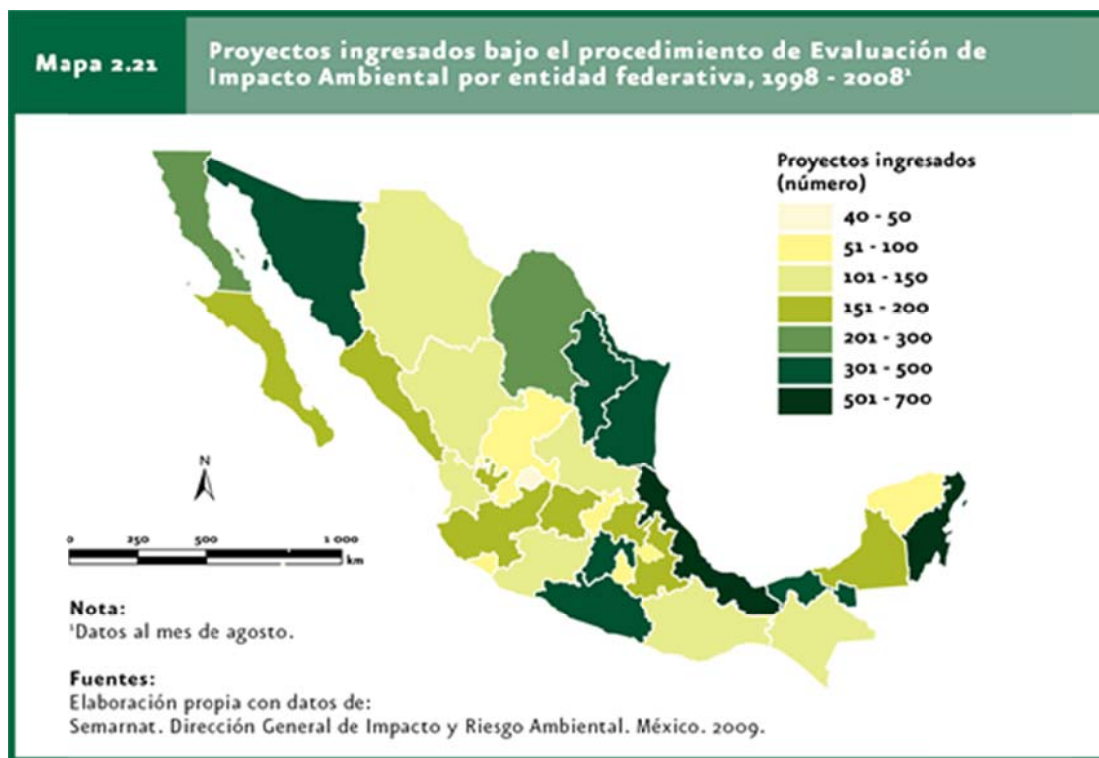 Mapa 2.21
Proyectos ingresados bajo el procedimiento de Evaluación de
Impacto Ambiental por entidad federativa, 1998 - 2008¹
Proyectos ingresados
(número)
40 - 50
51 - 100
101 - 150
151 - 200
201 - 300
301 - 500
501 - 700
N
0 250 500 1 000
km
Nota:
¹Datos al mes de agosto.
Fuentes:
Elaboración propia con datos de:
Semarnat. Dirección General de Impacto y Riesgo Ambiental. México. 2009.